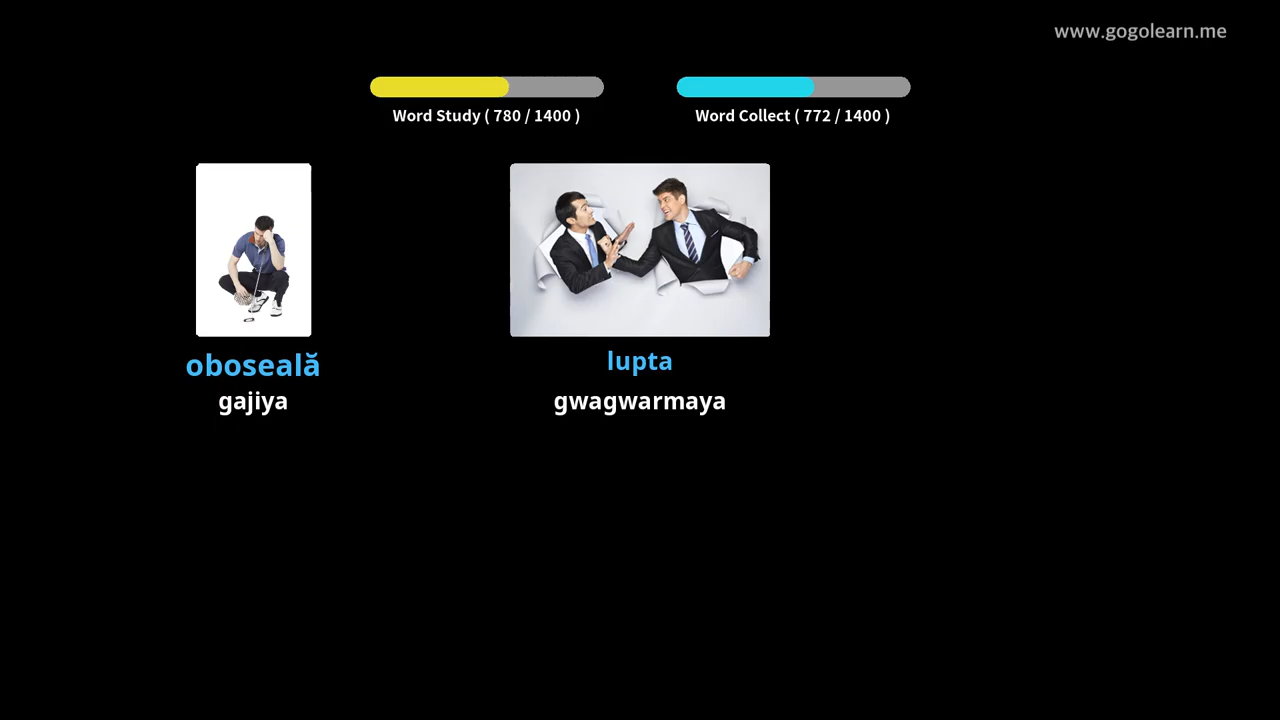 www.gogolearn.me
Word Study ( 780 / 1400 )
Word Collect ( 772 / 1400 )
oboseală
gajiya
lupta
gwagwarmaya